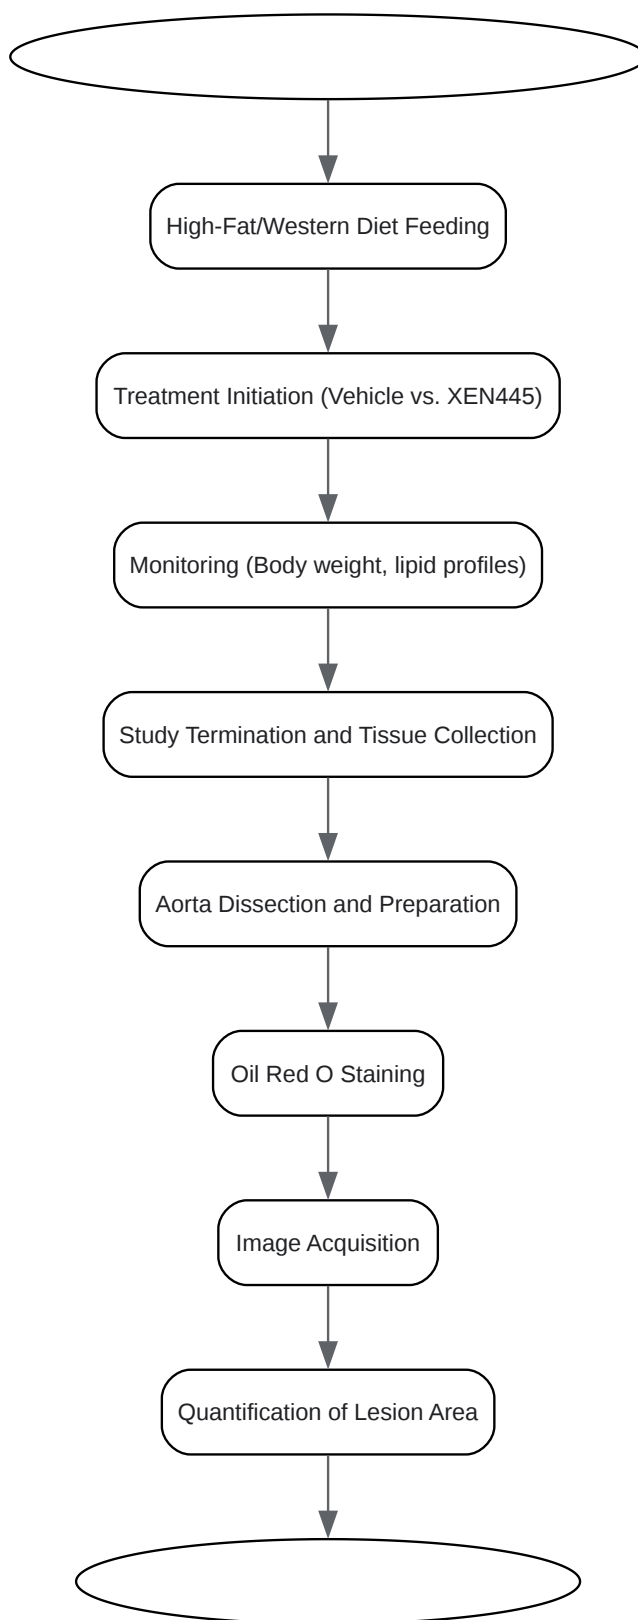 High-Fat/Western Diet Feeding
Treatment Initiation (Vehicle vs. XEN445)
Monitoring (Body weight, lipid profiles)
Study Termination and Tissue Collection
Aorta Dissection and Preparation
Oil Red O Staining
Image Acquisition
Quantification of Lesion Area